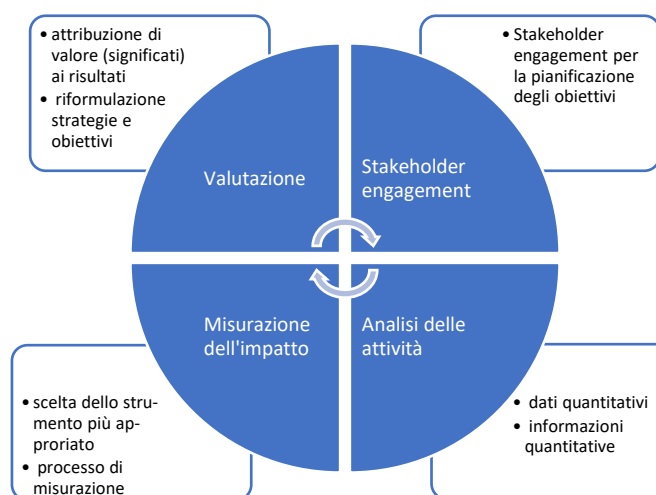 • attribuzione di
valore (significati)
ai risultati
• riformulazione
strategie e
obiettivi
• Stakeholder
engagement per
la pianificazione
degli obiettivi
Valutazione
Stakeholder
engagement
Misurazione
dell'impatto
Analisi delle
attività
• scelta dello stru-
mento più ap-
proriato
• processo di
misurazione
• dati quantitativi
• informazioni
quantitative